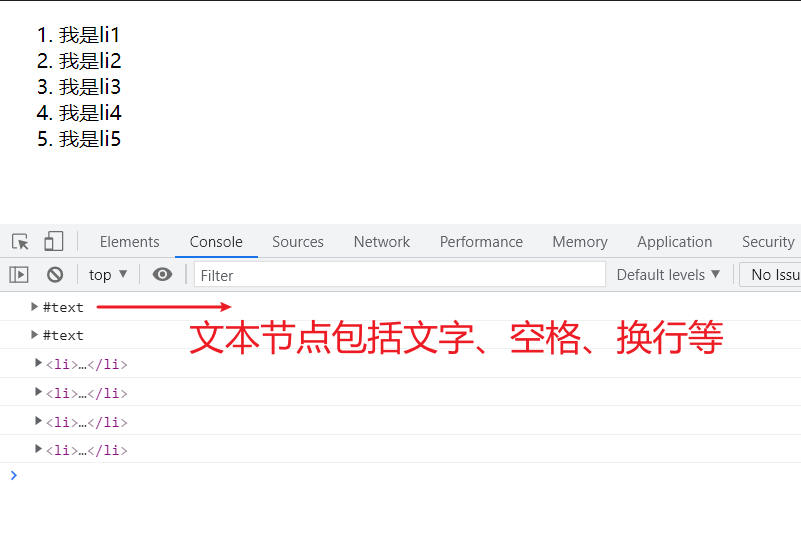 1. 我是li1
2. 我是li2
3. 我是li3
4. 我是li4
5. 我是li5
Elements Console Sources Network Performance Memory Application Security
top Filter Default levels No Issu
#text
文本节点包括文字、空格、换行等
#text
<li>…</li>
<li>…</li>
<li>…</li>
<li>…</li>